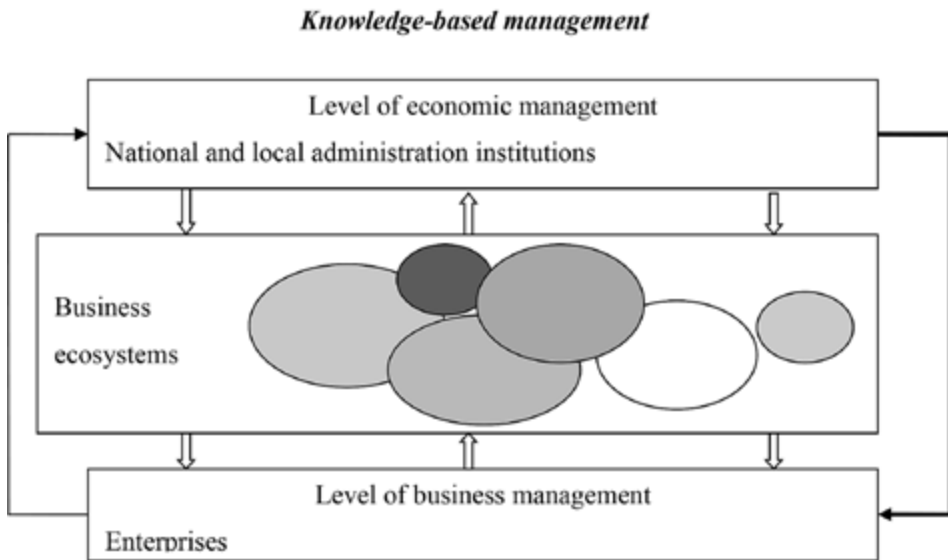 Knowledge-based management
Level of economic management
National and local administration institutions
Business
ecosystems
Level of business management
Enterprises